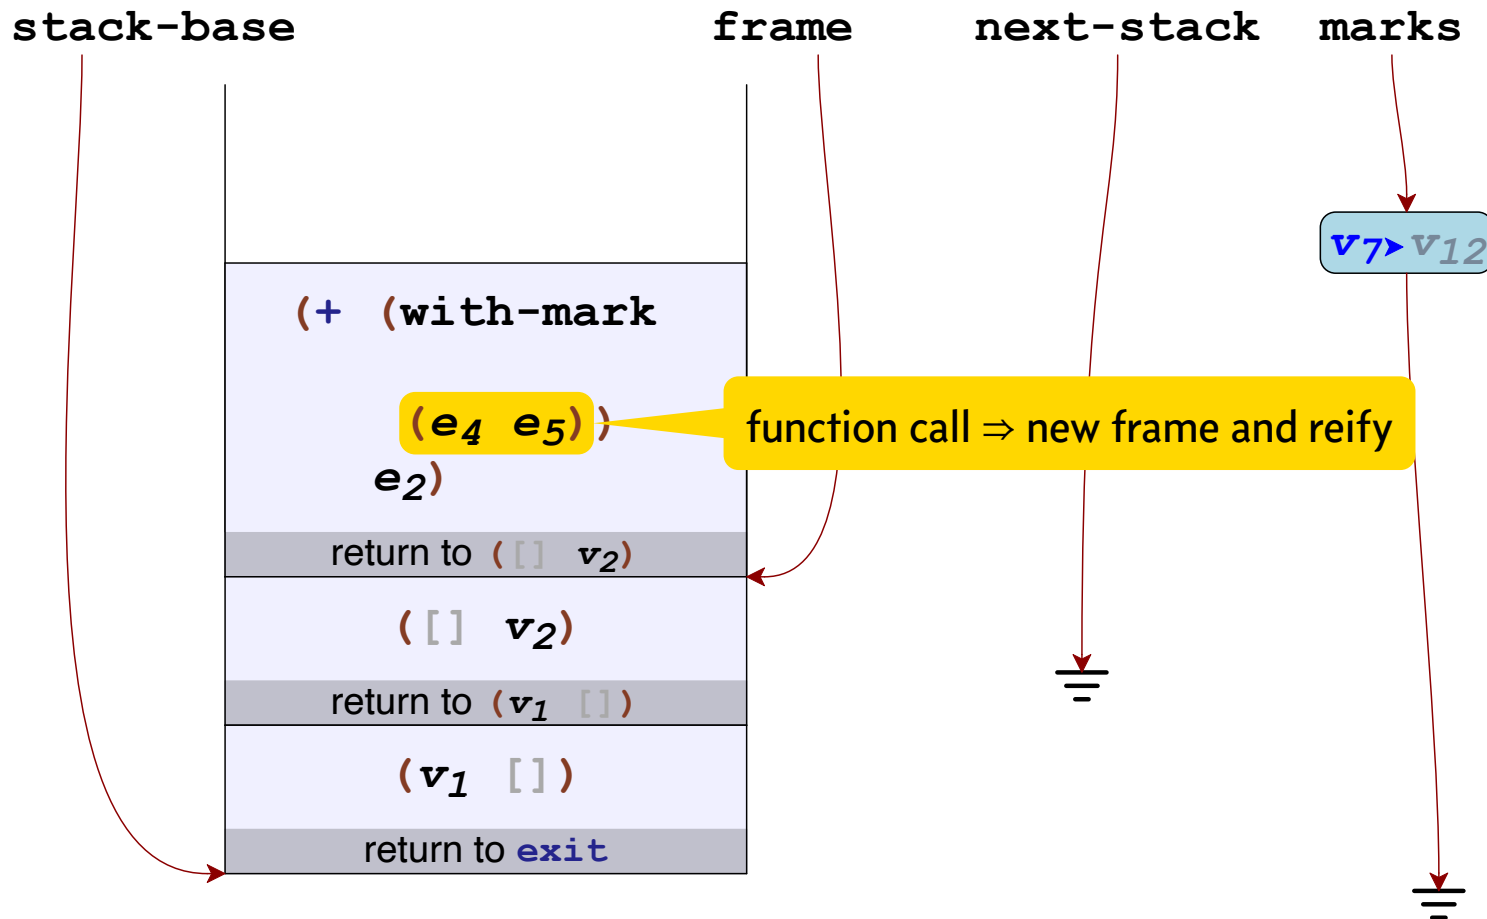 stack-base frame next-stack marks
v7➤v12
(+ (with-mark
(e4 e5))
function call ⇒ new frame and reify
e2)
return to ([] v2)
([] v2)
return to (v1 [])
(v1 [])
return to exit